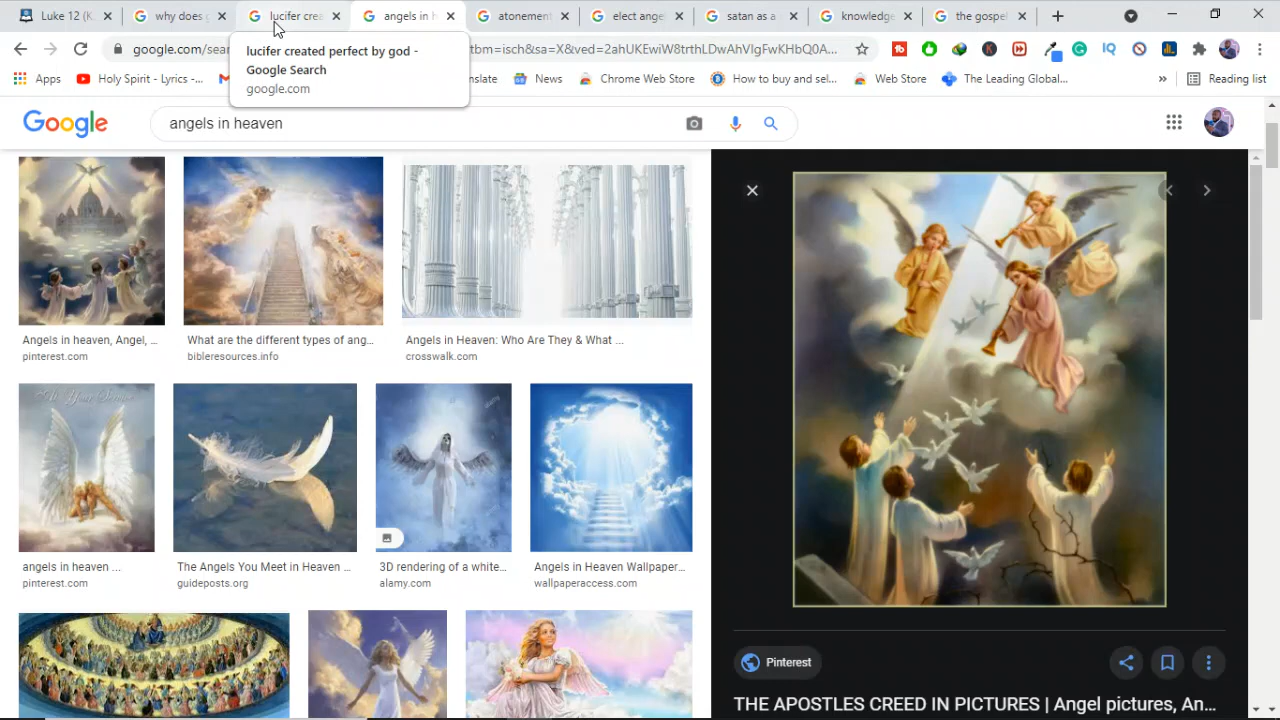 Luke 12 (K
why does g
lucifer crea
angels in h
atonement
elect ange
satan as a
knowledge
the gospel
google.com/sear
tbm=isch&sa=X&ved=2ahUKEwiW8trthLDwAhVIgFwKHbQ0A...
lucifer created perfect by god -
Google Search
google.com
Apps
Holy Spirit - Lyrics -...
nslate
News
Chrome Web Store
How to buy and sel...
Web Store
The Leading Global...
»
Reading list
Google
angels in heaven
Angels in heaven, Angel, ...
pinterest.com
What are the different types of ang...
bibleresources.info
Angels in Heaven: Who Are They & What ...
crosswalk.com
At Your Service
angels in heaven ...
pinterest.com
The Angels You Meet in Heaven ...
guideposts.org
alamy
3D rendering of a white...
alamy.com
Angels in Heaven Wallpaper...
wallpaperaccess.com
Pinterest
THE APOSTLES CREED IN PICTURES | Angel pictures, An...